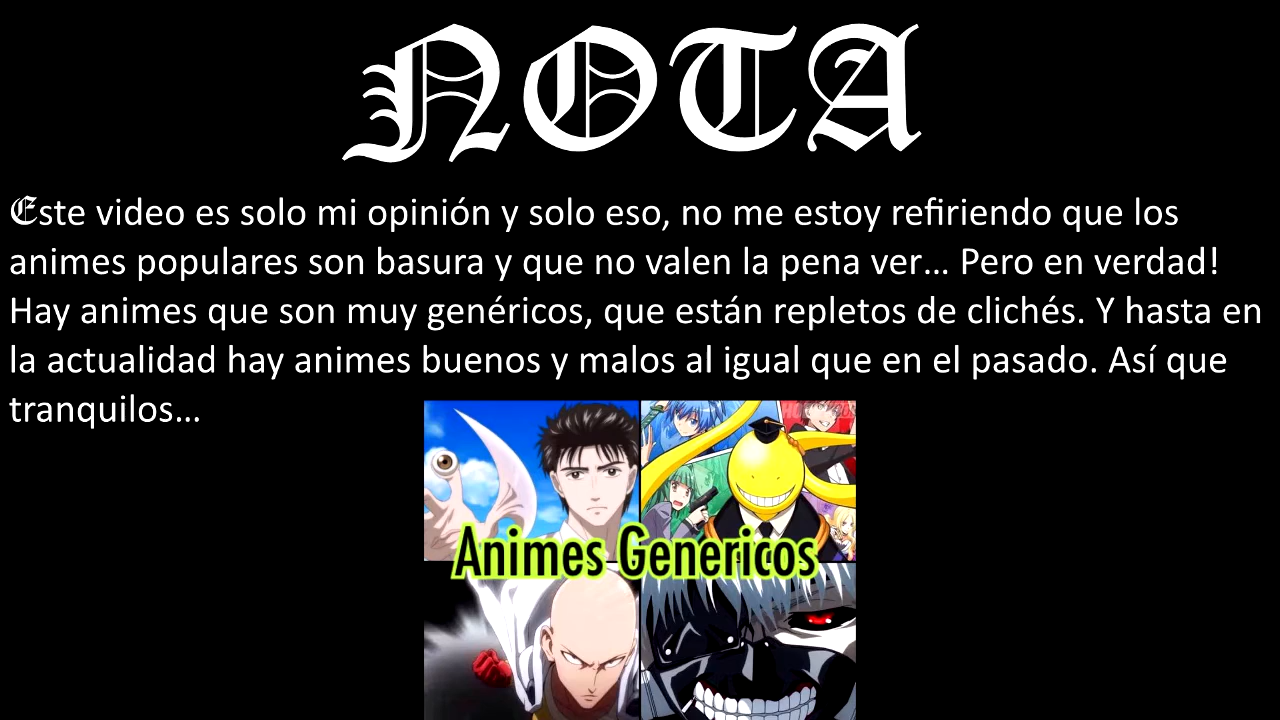 NOTA
Este video es solo mi opinión y solo eso, no me estoy refiriendo que los
animes populares son basura y que no valen la pena ver... Pero en verdad!
Hay animes que son muy genéricos, que están repletos de clichés. Y hasta en
la actualidad hay animes buenos y malos al igual que en el pasado. Así que
tranquilos...
Animes Genericos